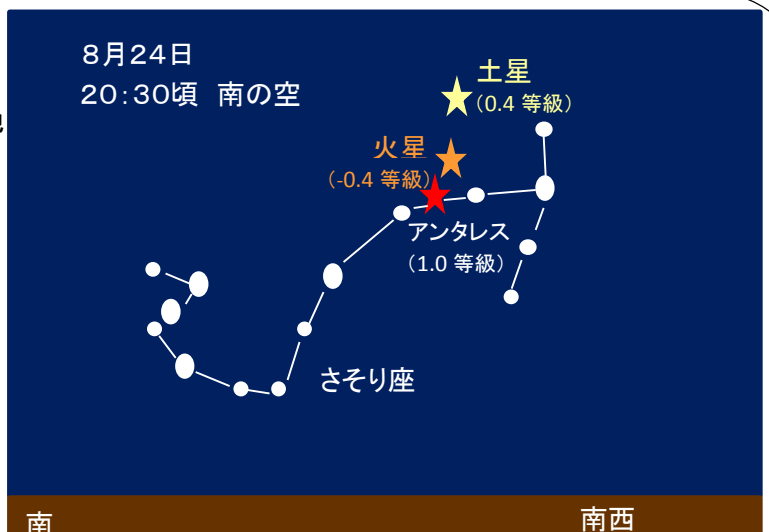 8月24日
20:30頃 南の空
土星
(0.4 等級)
火星
(-0.4 等級)
アンタレス
(1.0 等級)
さそり座
南
南西